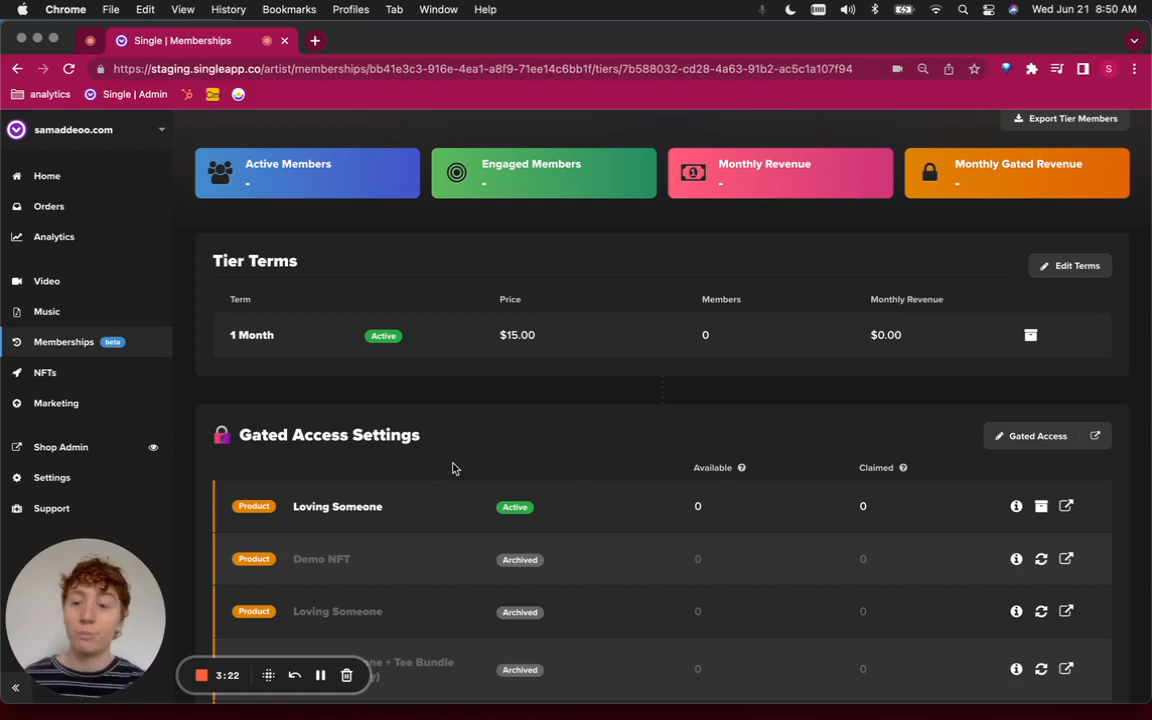 Chrome File Edit View History Bookmarks Profiles Tab Window Help Wed Jun 21 8:50 AM
Single | Memberships
https://staging.singleapp.co/artist/memberships/bb41e3c3-916e-4ea1-a8f9-71ee14c6bb1f/tiers/7b588032-cd28-4a63-91b2-ac5c1a107f94
S
analytics Single | Admin
samaddeoo.com
Export Tier Members
Active Members
-
Engaged Members
-
Monthly Revenue
-
Monthly Gated Revenue
-
Home
Orders
Analytics
Video
Music
Memberships beta
NFTs
Marketing
Shop Admin
Settings
Support
Tier Terms
Edit Terms
Term Price Members Monthly Revenue
1 Month Active $15.00 0 $0.00
Gated Access Settings
Gated Access
Available Claimed
Product Loving Someone Active 0 0
Product Demo NFT Archived 0 0
Product Loving Someone Archived 0 0
+ Tee Bundle Archived 0 0
3:22